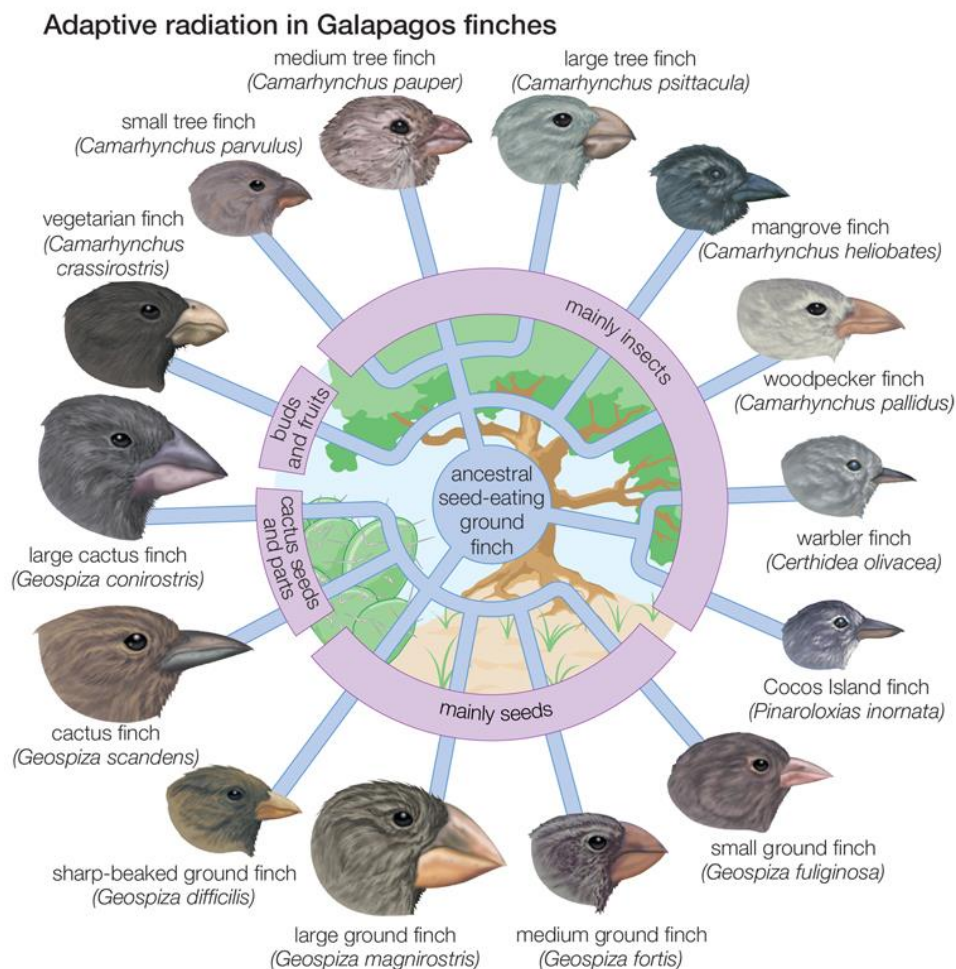 Adaptive radiation in Galapagos finches
medium tree finch
(Camarhynchus pauper)
large tree finch
(Camarhynchus psittacula)
small tree finch
(Camarhynchus parvulus)
vegetarian finch
(Camarhynchus
crassirostris)
mangrove finch
(Camarhynchus heliobates)
mainly insects
woodpecker finch
(Camarhynchus pallidus)
buds
and fruits
ancestral
seed-eating
ground
finch
cactus seeds
and parts
large cactus finch
(Geospiza conirostris)
warbler finch
(Certhidea olivacea)
Cocos Island finch
(Pinaroloxias inornata)
mainly seeds
cactus finch
(Geospiza scandens)
small ground finch
(Geospiza fuliginosa)
sharp-beaked ground finch
(Geospiza difficilis)
large ground finch
(Geospiza magnirostris)
medium ground finch
(Geospiza fortis)